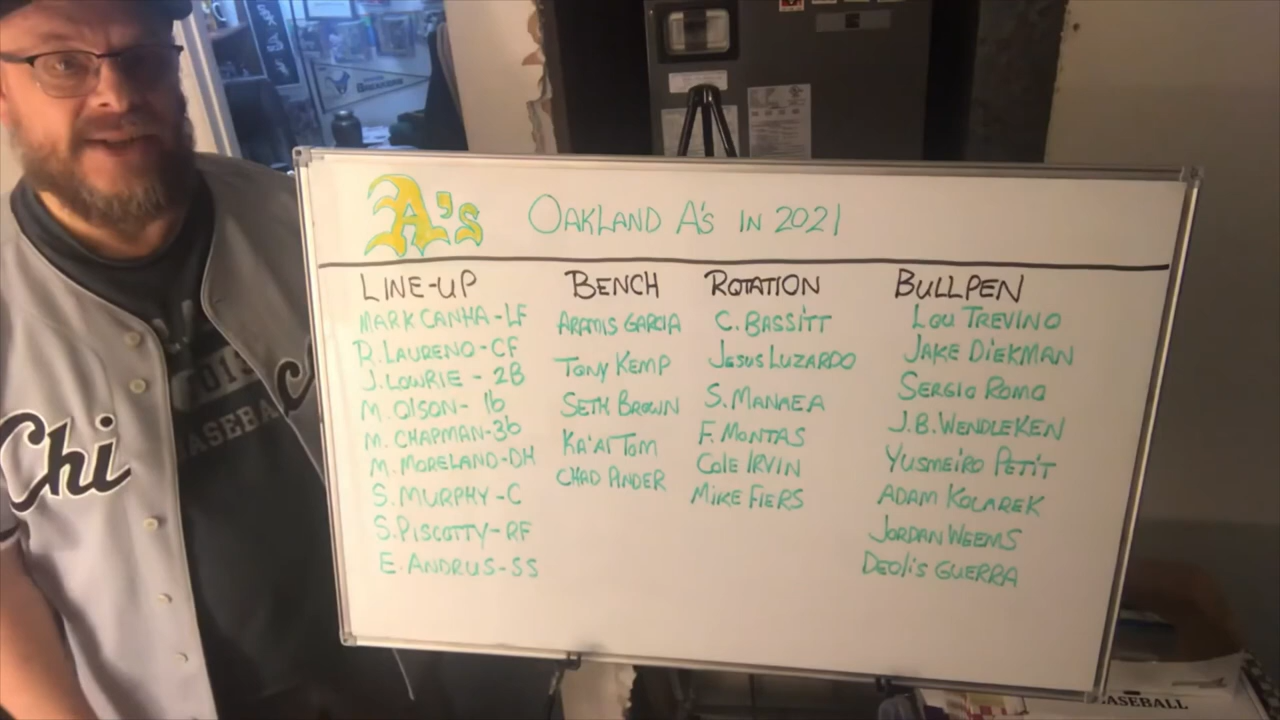 A's OAKLAND A'S IN 2021
LINE-UP
MARK CANHA-LF
R. LAURENO-CF
J. LOWRIE - 2B
M. OLSON- 1b
M. CHAPMAN-3b
M. MORELAND-DH
S. MURPHY-C
S. PISCOTTY-RF
E. ANDRUS-SS
BENCH
ARAMIS GARCIA
TONY KEMP
SETH BROWN
KA'AI TOM
CHAD PINDER
ROTATION
C. BASSITT
JESUS LUZARDO
S. MANAEA
F. MONTAS
COLE IRVIN
MIKE FIERS
BULLPEN
LOU TREVINO
JAKE DIEKMAN
SERGIO ROMO
J.B. WENDLEKEN
YUSMEIRO PETIT
ADAM KOLAREK
JORDAN WEEMS
DEOLIS GUERRA
Chi
BASEBALL